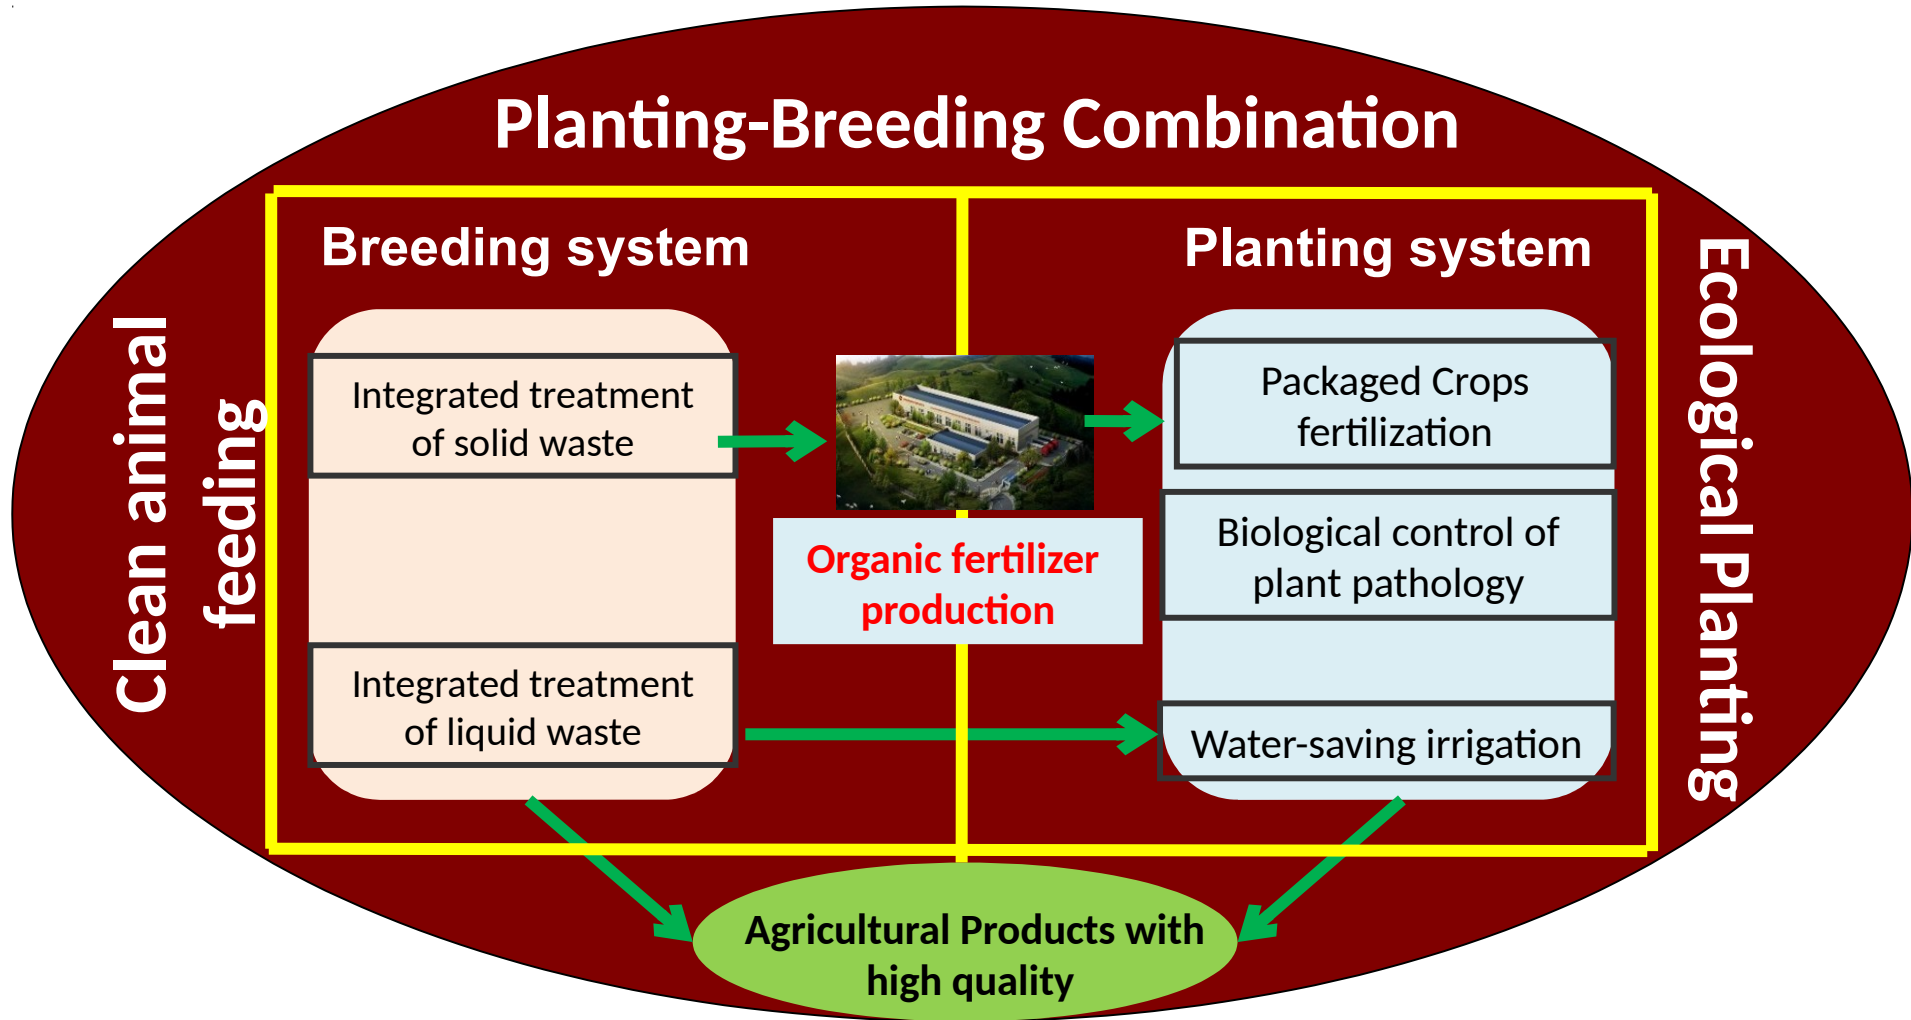 Planting-Breeding Combination
Clean animal
feeding
Breeding system
Integrated treatment
of solid waste
Integrated treatment
of liquid waste
Organic fertilizer
production
Planting system
Packaged Crops
fertilization
Biological control of
plant pathology
Water-saving irrigation
Ecological Planting
Agricultural Products with
high quality